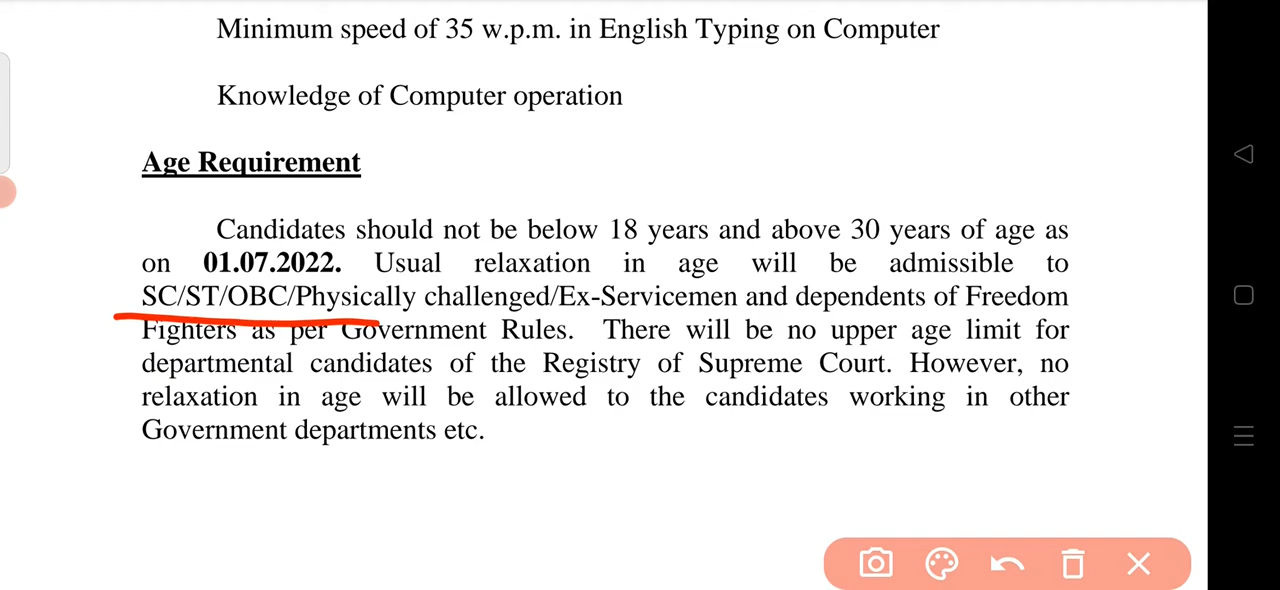 Minimum speed of 35 w.p.m. in English Typing on Computer
Knowledge of Computer operation
Age Requirement
Candidates should not be below 18 years and above 30 years of age as
on 01.07.2022. Usual relaxation in age will be admissible to
SC/ST/OBC/Physically challenged/Ex-Servicemen and dependents of Freedom
Fighters as per Government Rules. There will be no upper age limit for
departmental candidates of the Registry of Supreme Court. However, no
relaxation in age will be allowed to the candidates working in other
Government departments etc.